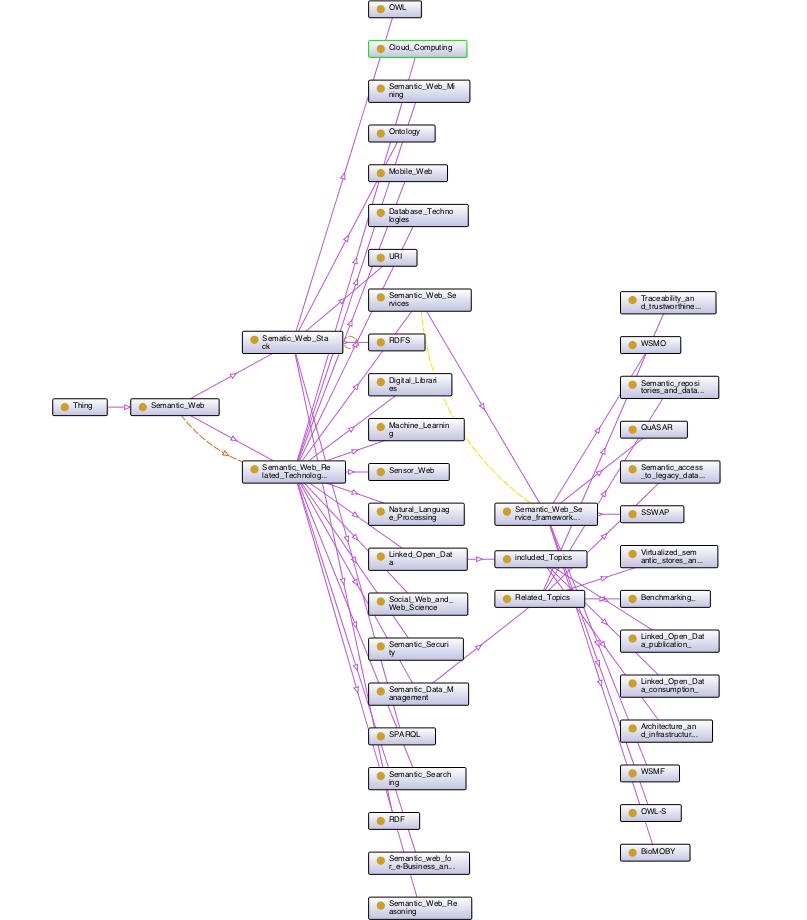 OWL
Cloud_Computing
Semantic_Web_Mi
ning
Ontology
Mobile_Web
Database_Techno
logies
URI
Semantic_Web_Se
rvices
Traceability_an
d_trustworthine...
Sematic_Web_Sta
ck
RDFS
WSMO
Digital_Librari
es
Semantic_reposi
tories_and_data...
Thing
Semantic_Web
Machine_Learnin
g
QuASAR
Semantic_Web_Re
lated_Technolog...
Sensor_Web
Semantic_access
_to_legacy_data...
Natural_Languag
e_Processing
Semantic_Web_Se
rvice_framework...
SSWAP
Linked_Open_Dat
a
included_Topics
Virtualized_sem
antic_stores_an...
Social_Web_and_
Web_Science
Related_Topics
Benchmarking_
Semantic_Securi
ty
Linked_Open_Dat
a_publication_
Semantic_Data_M
anagement
Linked_Open_Dat
a_consumption_
SPARQL
Architecture_an
d_infrastructur...
Semantic_Search
ing
WSMF
RDF
OWL-S
Semantic_web_fo
r_e-Business_an...
BioMOBY
Semantic_Web_Re
asoning